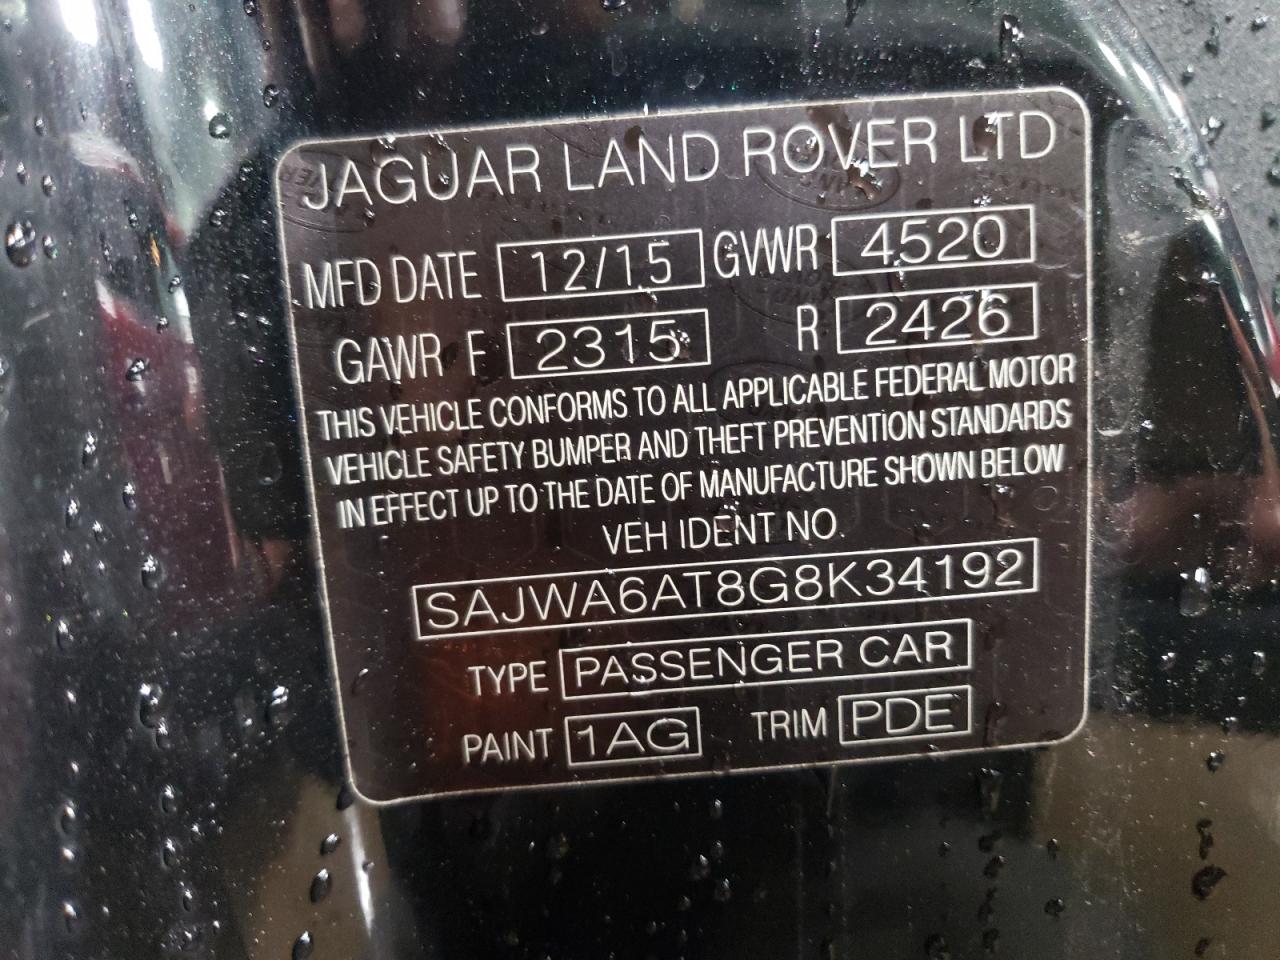 JAGUAR LAND ROVER LTD
MFD DATE 12/15 GVWR 4520
GAWR F 2315 R 2426
THIS VEHICLE CONFORMS TO ALL APPLICABLE FEDERAL MOTOR
VEHICLE SAFETY BUMPER AND THEFT PREVENTION STANDARDS
IN EFFECT UP TO THE DATE OF MANUFACTURE SHOWN BELOW
VEH IDENT NO.
SAJWA6AT8G8K34192
TYPE PASSENGER CAR
PAINT 1AG TRIM PDE